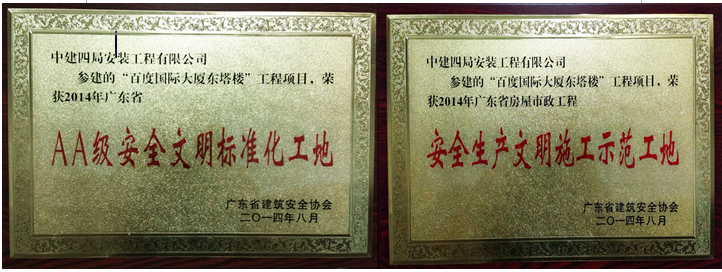 中建四局安装工程有限公司
参建的“百度国际大厦东塔楼”工程项目，荣
获2014年广东省
AA级安全文明标准化工地
广东省建筑安全协会
二〇一四年八月
中建四局安装工程有限公司
参建的“百度国际大厦东塔楼”工程项目，荣
获2014年广东省房屋市政工程
安全生产文明施工示范工地
广东省建筑安全协会
二〇一四年八月